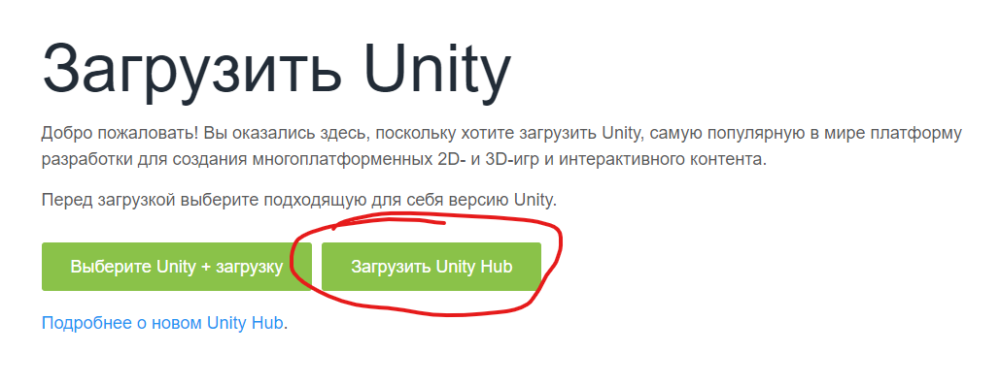 Загрузить Unity
Добро пожаловать! Вы оказались здесь, поскольку хотите загрузить Unity, самую популярную в мире платформу
разработки для создания многоплатформенных 2D- и 3D-игр и интерактивного контента.
Перед загрузкой выберите подходящую для себя версию Unity.
Выберите Unity + загрузку
Загрузить Unity Hub
Подробнее о новом Unity Hub.